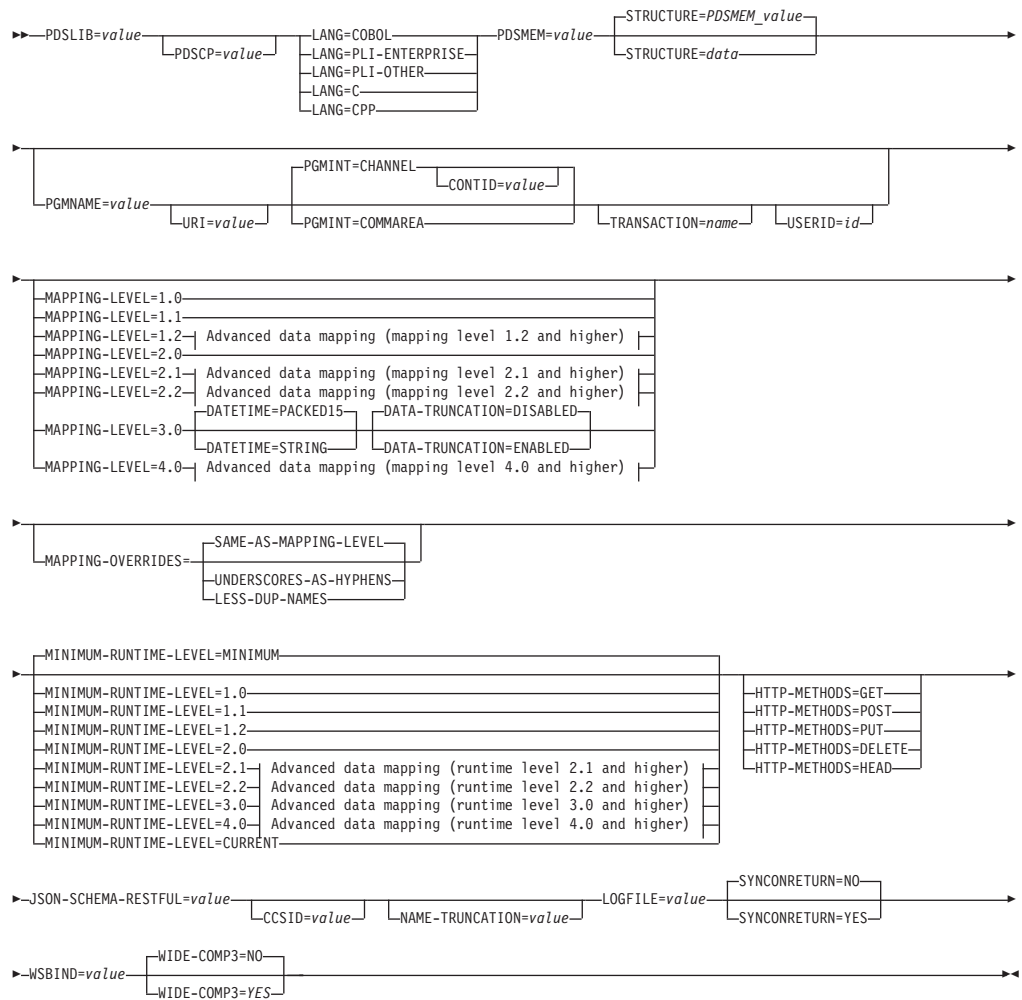 STRUCTURE=PDSMEM_value
PDSLIB=value LANG=COBOL PDSMEM=value
PDSCP=value LANG=PLI-ENTERPRISE STRUCTURE=data
LANG=PLI-OTHER
LANG=C
LANG=CPP
PGMINT=CHANNEL
CONTID=value
PGMNAME=value
URI=value PGMINT=COMMAREA TRANSACTION=name USERID=id
MAPPING-LEVEL=1.0
MAPPING-LEVEL=1.1
MAPPING-LEVEL=1.2 Advanced data mapping (mapping level 1.2 and higher)
MAPPING-LEVEL=2.0
MAPPING-LEVEL=2.1 Advanced data mapping (mapping level 2.1 and higher)
MAPPING-LEVEL=2.2 Advanced data mapping (mapping level 2.2 and higher)
DATETIME=PACKED15 DATA-TRUNCATION=DISABLED
MAPPING-LEVEL=3.0
DATETIME=STRING DATA-TRUNCATION=ENABLED
MAPPING-LEVEL=4.0 Advanced data mapping (mapping level 4.0 and higher)
SAME-AS-MAPPING-LEVEL
MAPPING-OVERRIDES=
UNDERSCORES-AS-HYPHENS
LESS-DUP-NAMES
MINIMUM-RUNTIME-LEVEL=MINIMUM
MINIMUM-RUNTIME-LEVEL=1.0 HTTP-METHODS=GET
MINIMUM-RUNTIME-LEVEL=1.1 HTTP-METHODS=POST
MINIMUM-RUNTIME-LEVEL=1.2 HTTP-METHODS=PUT
MINIMUM-RUNTIME-LEVEL=2.0 HTTP-METHODS=DELETE
MINIMUM-RUNTIME-LEVEL=2.1 Advanced data mapping (runtime level 2.1 and higher) HTTP-METHODS=HEAD
MINIMUM-RUNTIME-LEVEL=2.2 Advanced data mapping (runtime level 2.2 and higher)
MINIMUM-RUNTIME-LEVEL=3.0 Advanced data mapping (runtime level 3.0 and higher)
MINIMUM-RUNTIME-LEVEL=4.0 Advanced data mapping (runtime level 4.0 and higher)
MINIMUM-RUNTIME-LEVEL=CURRENT
SYNCONRETURN=NO
JSON-SCHEMA-RESTFUL=value LOGFILE=value
CCSID=value NAME-TRUNCATION=value SYNCONRETURN=YES
WIDE-COMP3=NO
WSBIND=value
WIDE-COMP3=YES